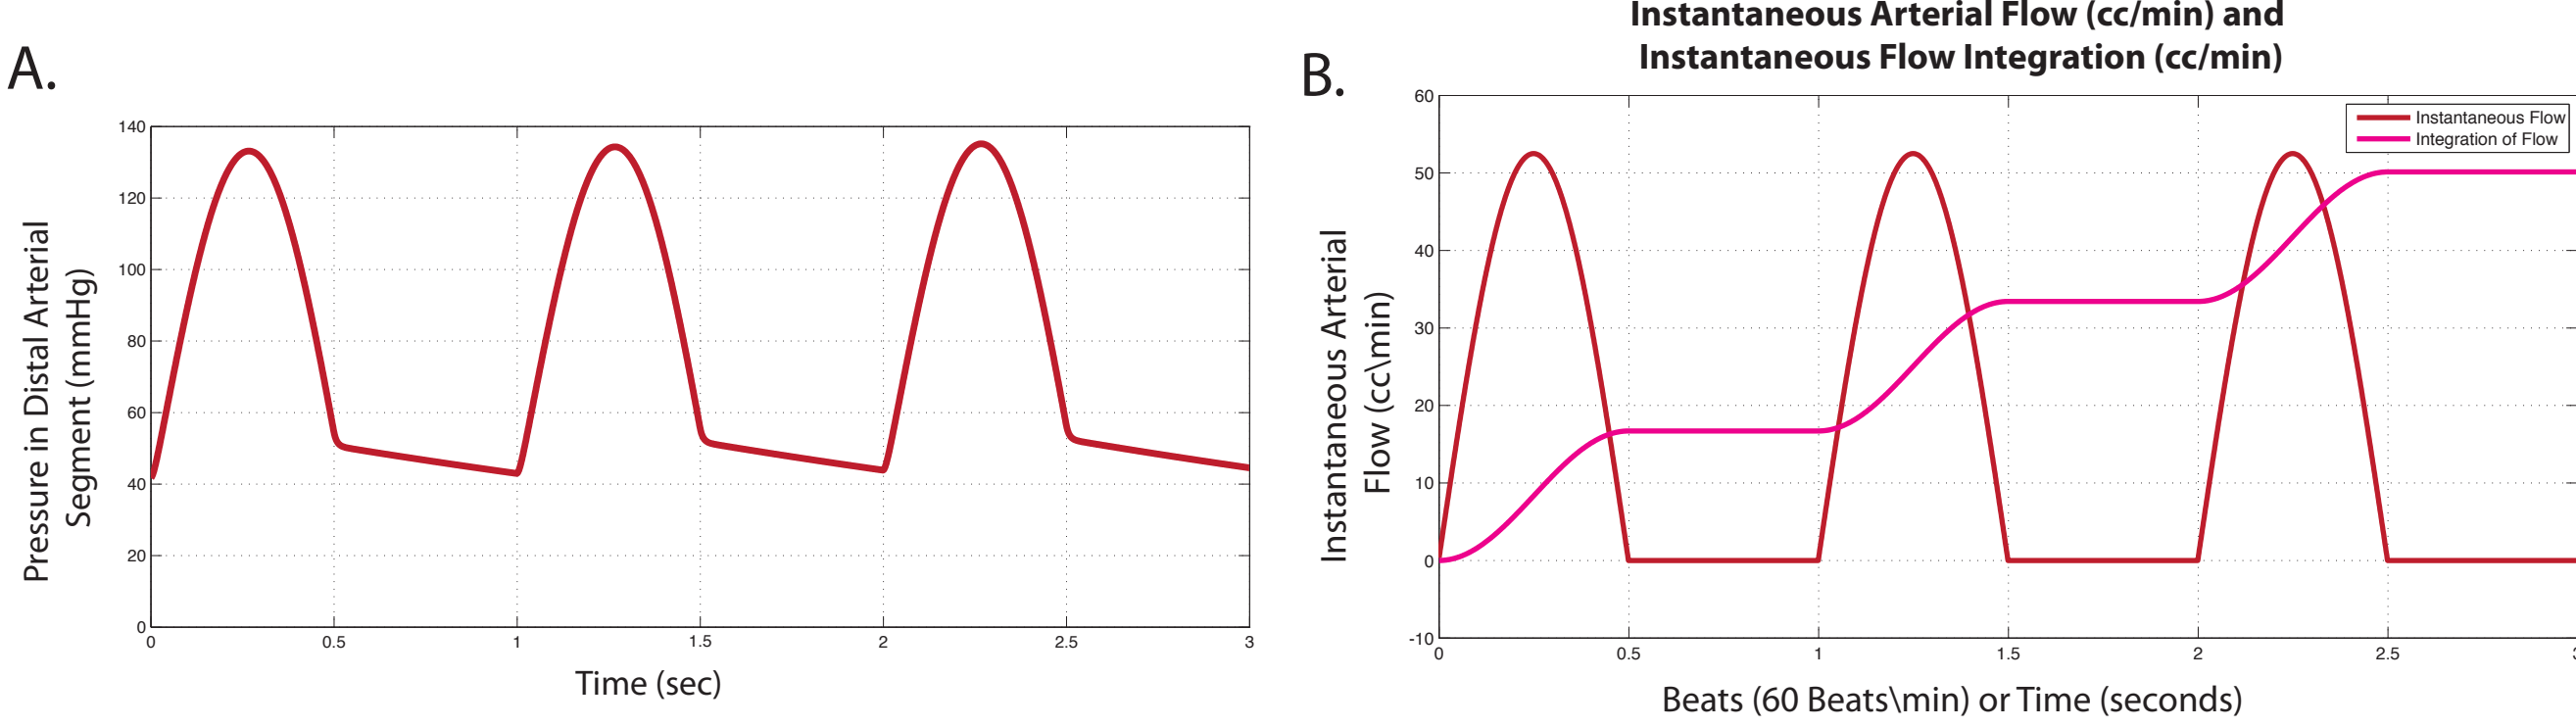 A.
Pressure in Distal Arterial
Segment (mmHg)
140
120
100
80
60
40
20
0
0
0.5
1
1.5
2
2.5
3
Time (sec)
Instantaneous Arterial Flow (cc/min) and
Instantaneous Flow Integration (cc/min)
B.
Instantaneous Arterial
Flow (cc\min)
60
50
40
30
20
10
0
-10
Instantaneous Flow
Integration of Flow
0
0.5
1
1.5
2
2.5
Beats (60 Beats\min) or Time (seconds)